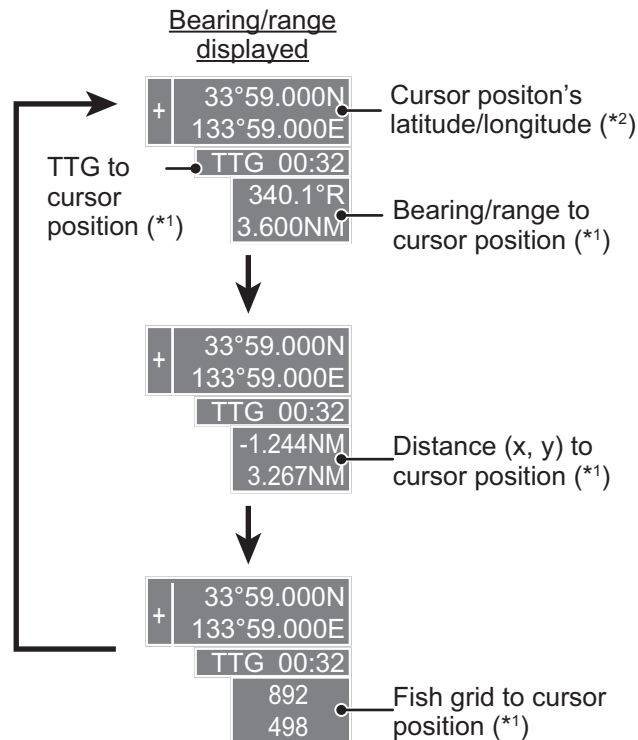 Bearing/range
displayed
+
33°59.000N
133°59.000E
Cursor positon's
latitude/longitude (*2)
TTG to
cursor
position (*1)
TTG 00:32
340.1°R
3.600NM
Bearing/range to
cursor position (*1)
+
33°59.000N
133°59.000E
TTG 00:32
-1.244NM
3.267NM
Distance (x, y) to
cursor position (*1)
+
33°59.000N
133°59.000E
TTG 00:32
892
498
Fish grid to cursor
position (*1)